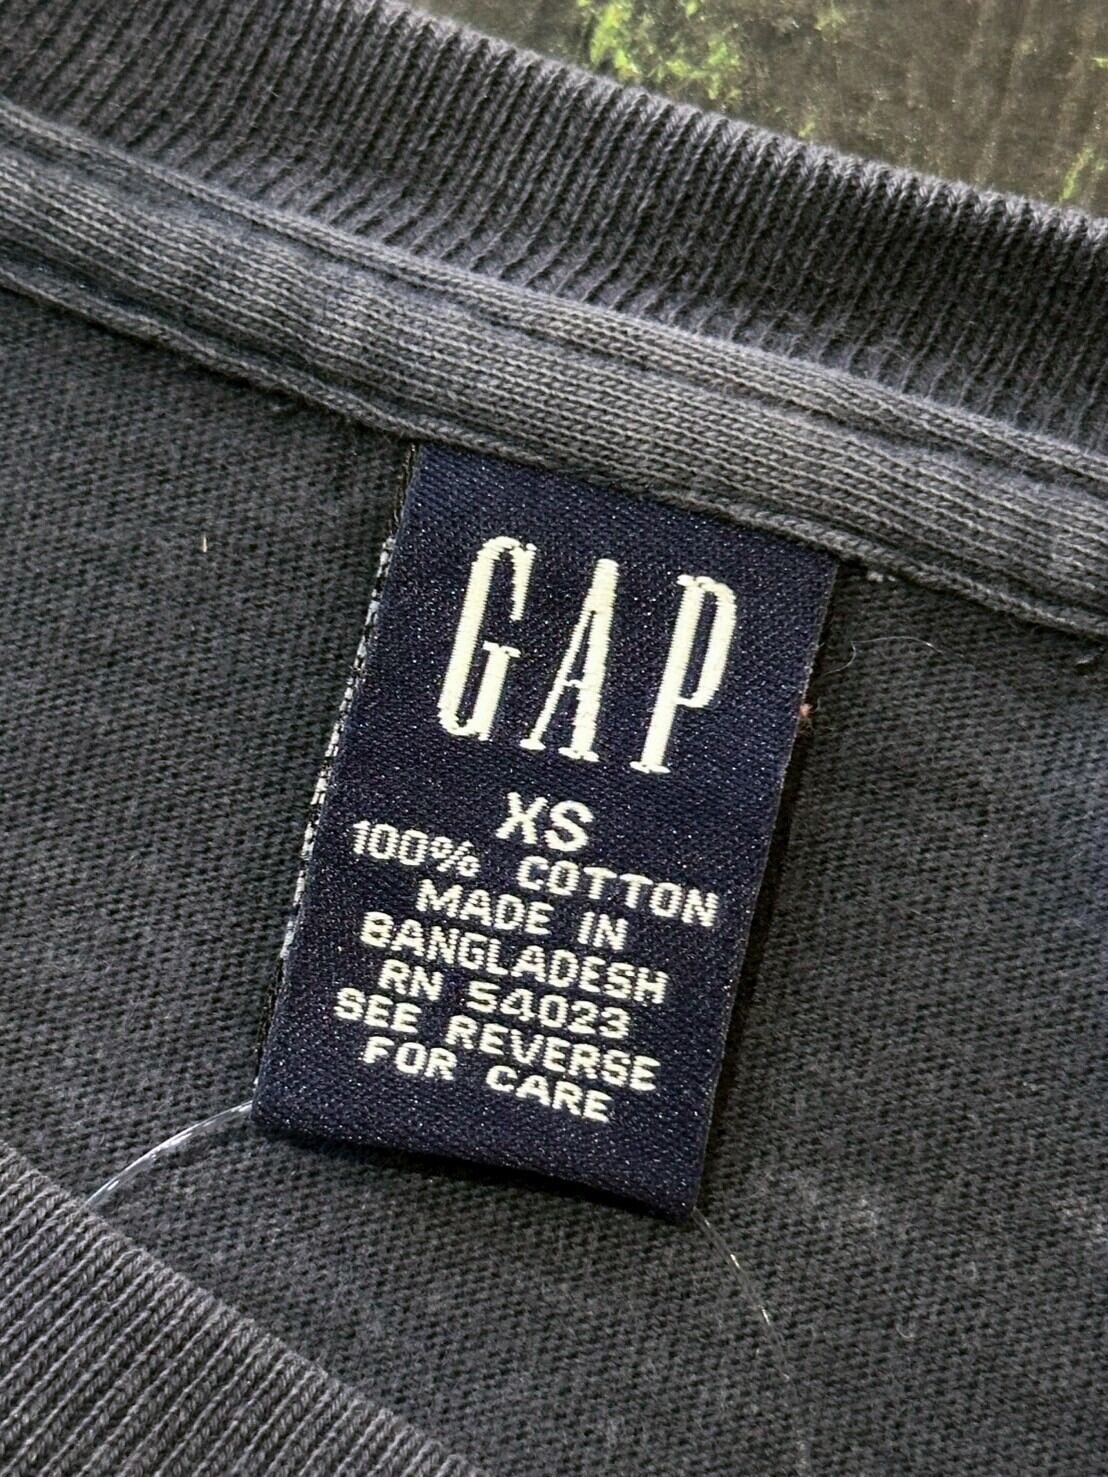 GAP
XS
100% COTTON
MADE IN
BANGLADESH
RN 54023
SEE REVERSE
FOR CARE